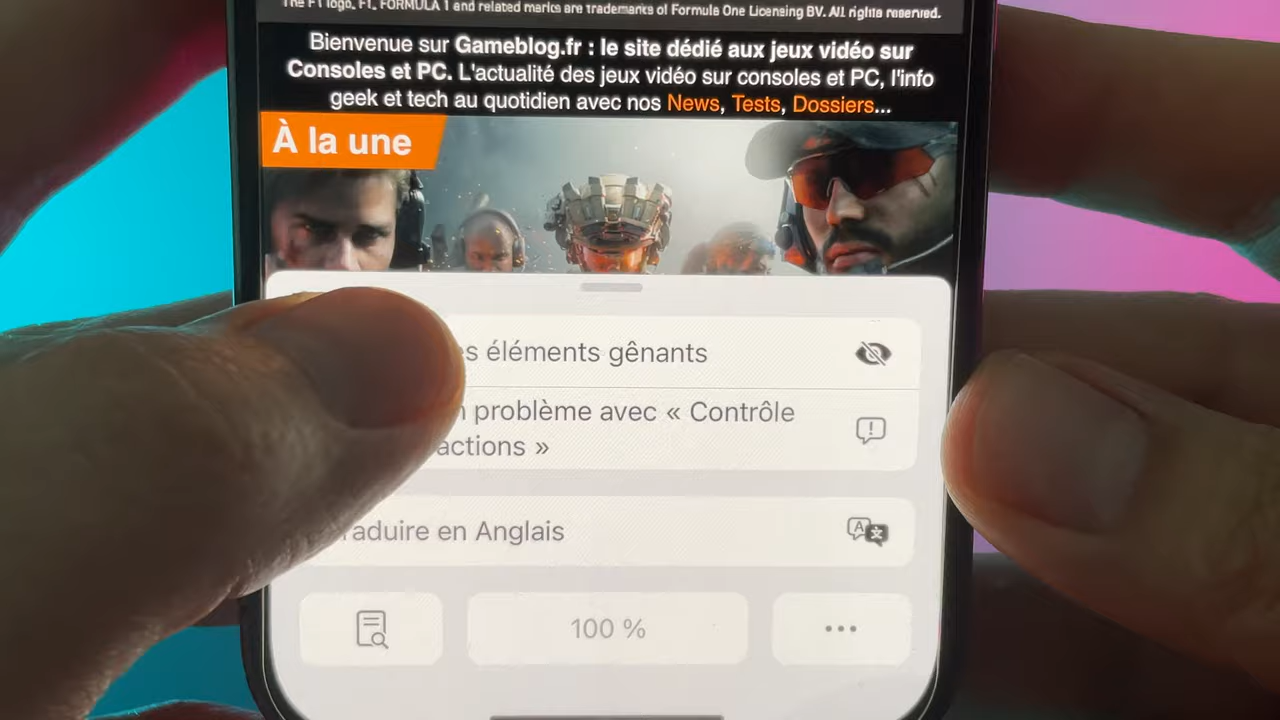 The F1 logo, F1, FORMULA 1 and related marks are trademarks of Formula One Licensing BV. All rights reserved.
Bienvenue sur Gameblog.fr : le site dédié aux jeux vidéo sur
Consoles et PC. L'actualité des jeux vidéo sur consoles et PC, l'info
geek et tech au quotidien avec nos News, Tests, Dossiers...
À la une
éléments gênants
problème avec « Contrôle
actions »
raduire en Anglais
100 %